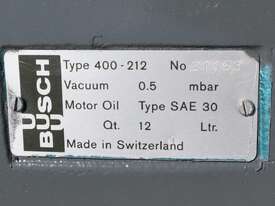 BUSCH
Type 400-212 No
Vacuum 0.5 mbar
Motor Oil Type SAE 30
Qt. 12 Ltr.
Made in Switzerland